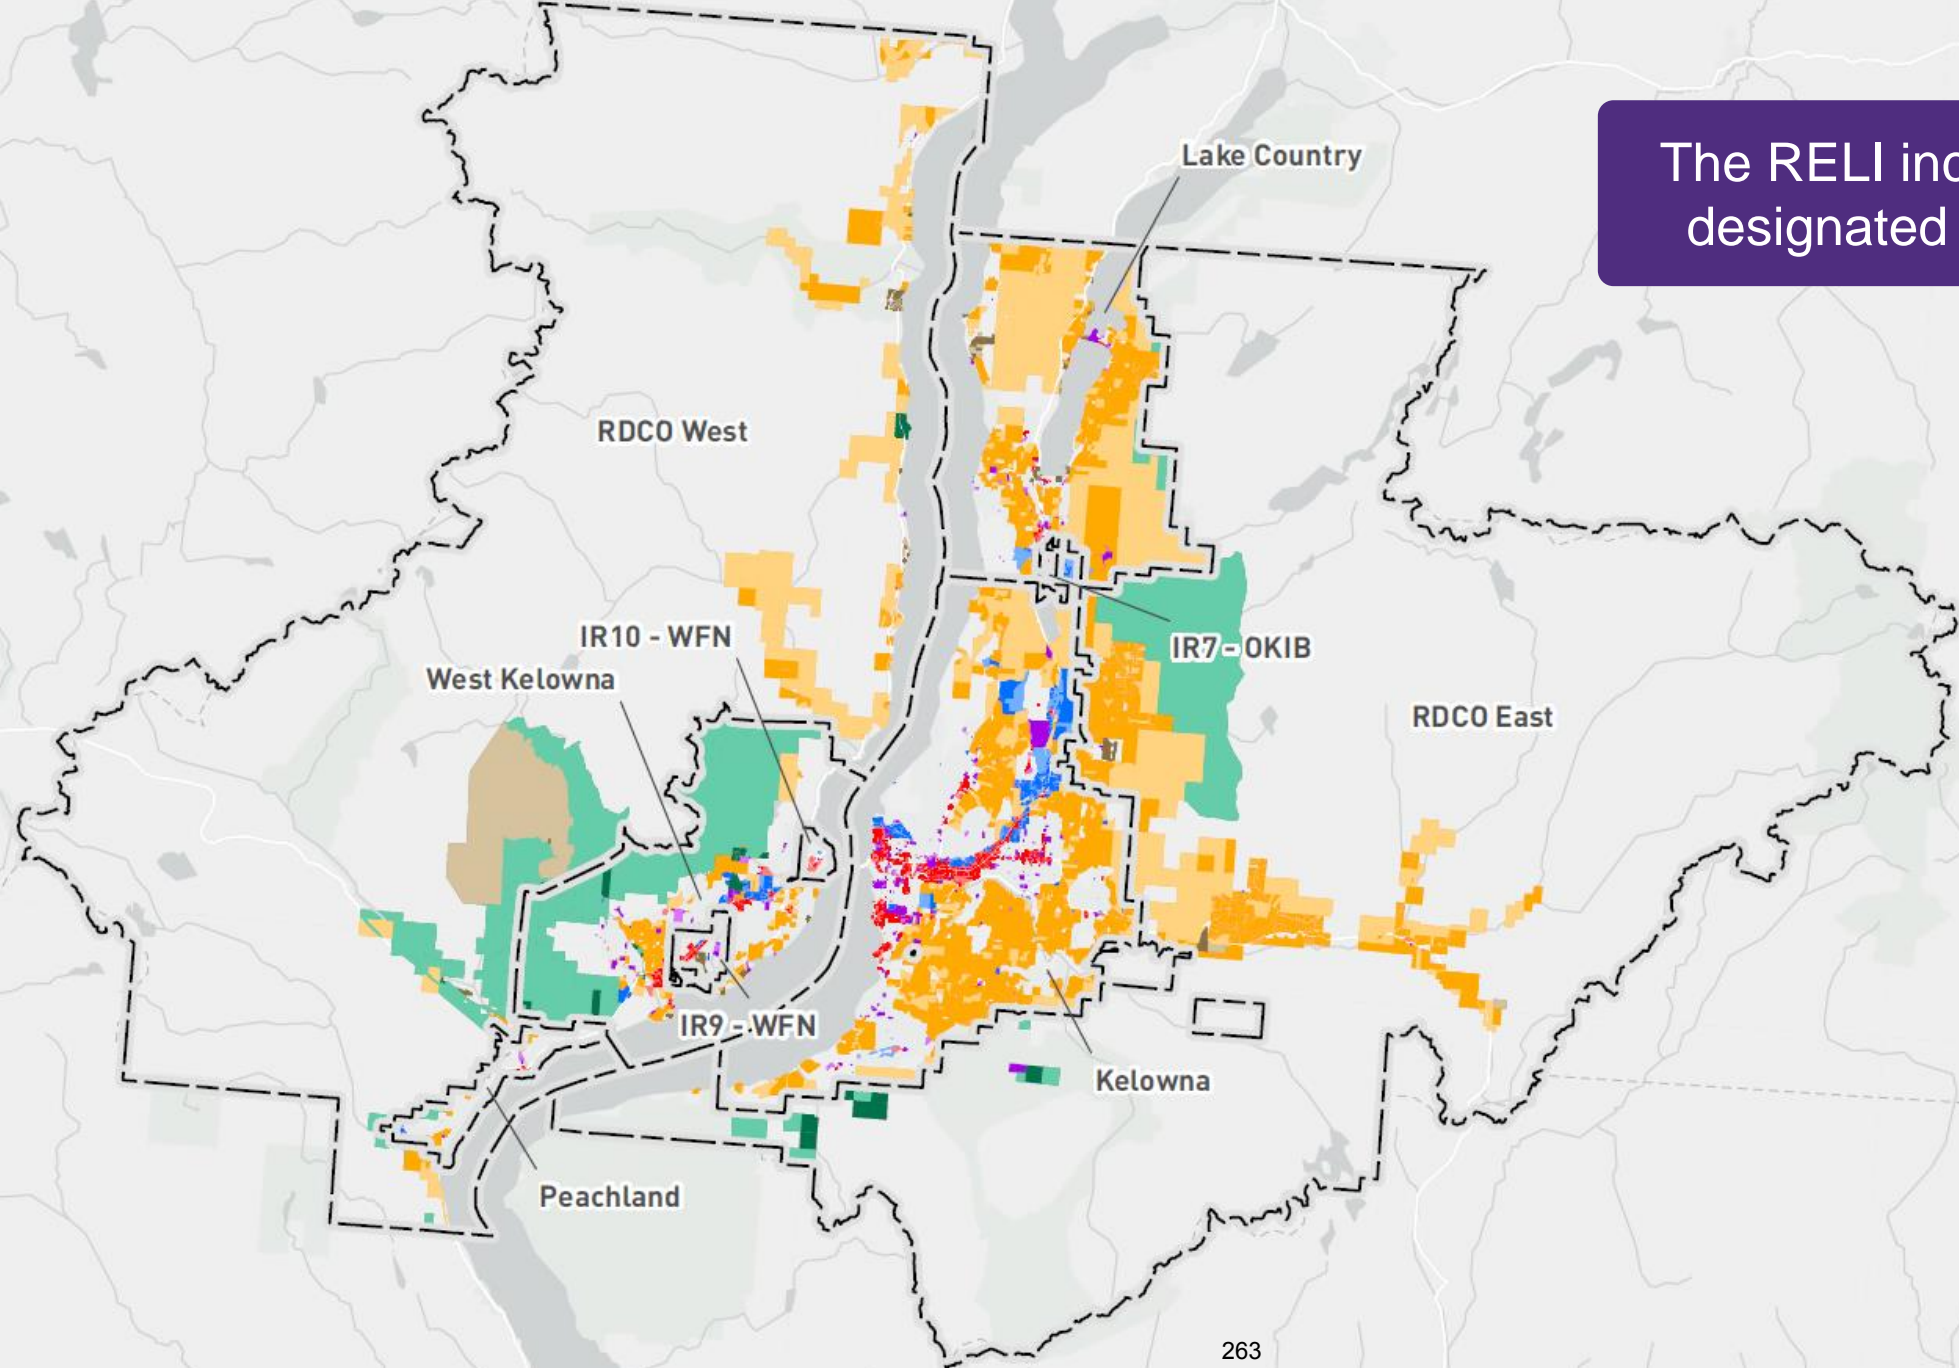 The RELI
designated
Lake Country
RDCO West
IR10 - WFN
IR7 - OKIB
West Kelowna
RDCO East
IR9 - WFN
Kelowna
Peachland
263